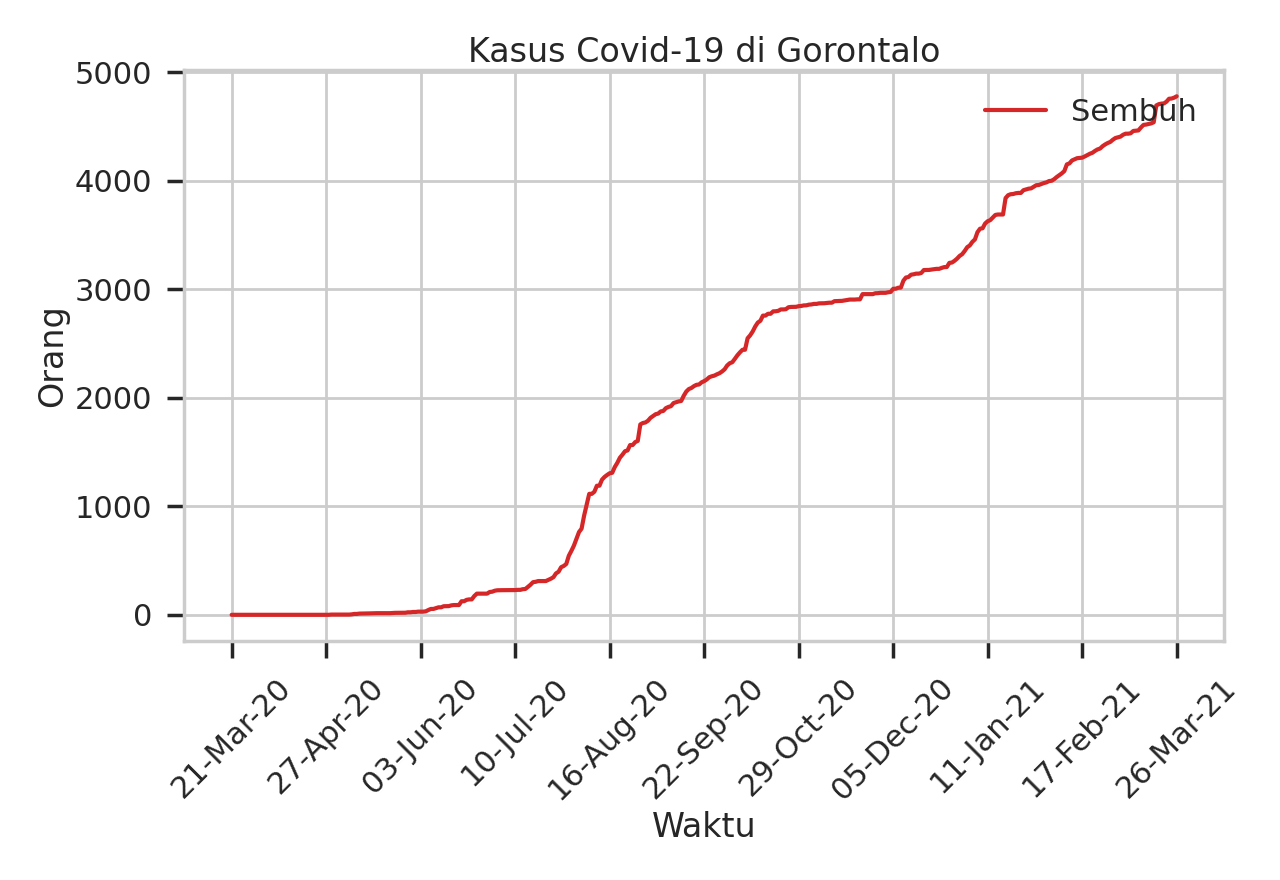 Kasus Covid-19 di Gorontalo
Sembuh
Orang
5000
4000
3000
2000
1000
0
21-Mar-20
27-Apr-20
03-Jun-20
10-Jul-20
16-Aug-20
22-Sep-20
29-Oct-20
05-Dec-20
11-Jan-21
17-Feb-21
26-Mar-21
Waktu